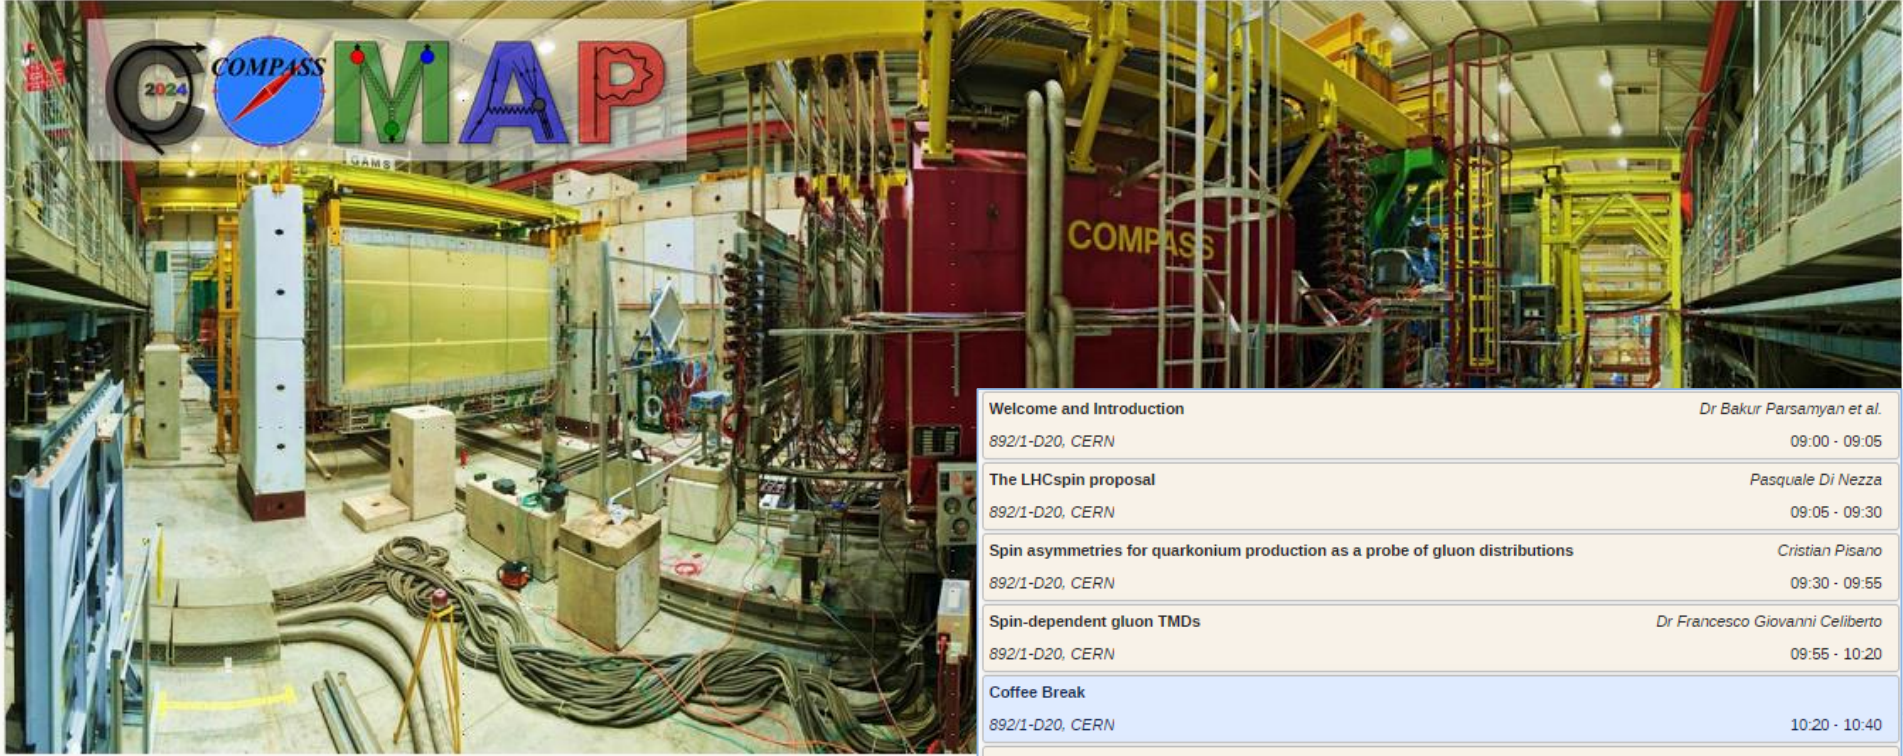 COMAP
2024
COMPASS
GAMS
COMPASS
Welcome and Introduction Dr Bakur Parsamyan et al.
892/1-D20, CERN 09:00 - 09:05
The LHCspin proposal Pasquale Di Nezza
892/1-D20, CERN 09:05 - 09:30
Spin asymmetries for quarkonium production as a probe of gluon distributions Cristian Pisano
892/1-D20, CERN 09:30 - 09:55
Spin-dependent gluon TMDs Dr Francesco Giovanni Celiberto
892/1-D20, CERN 09:55 - 10:20
Coffee Break
892/1-D20, CERN 10:20 - 10:40